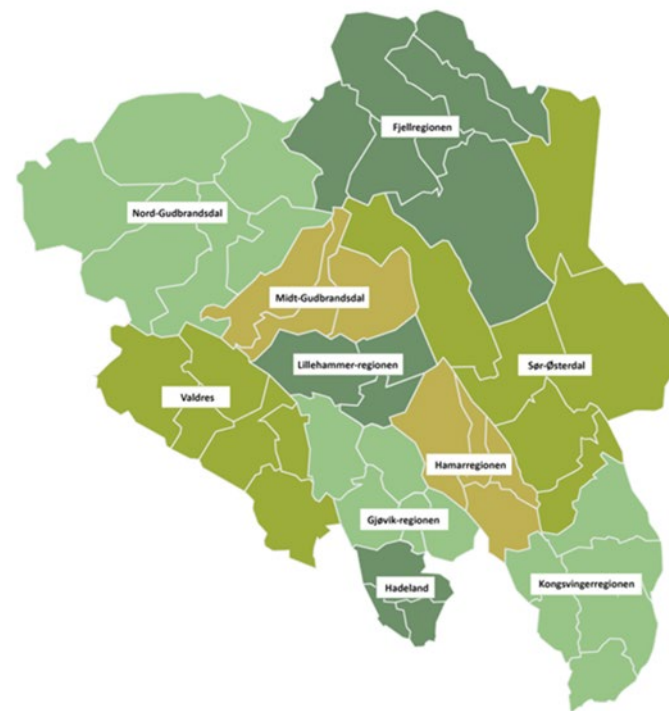 Fjellregionen
Nord-Gudbrandsdal
Midt-Gudbrandsdal
Lillehammer-regionen
Sør-Østerdal
Valdres
Hamarregionen
Gjøvik-regionen
Hadeland
Kongsvingerregionen